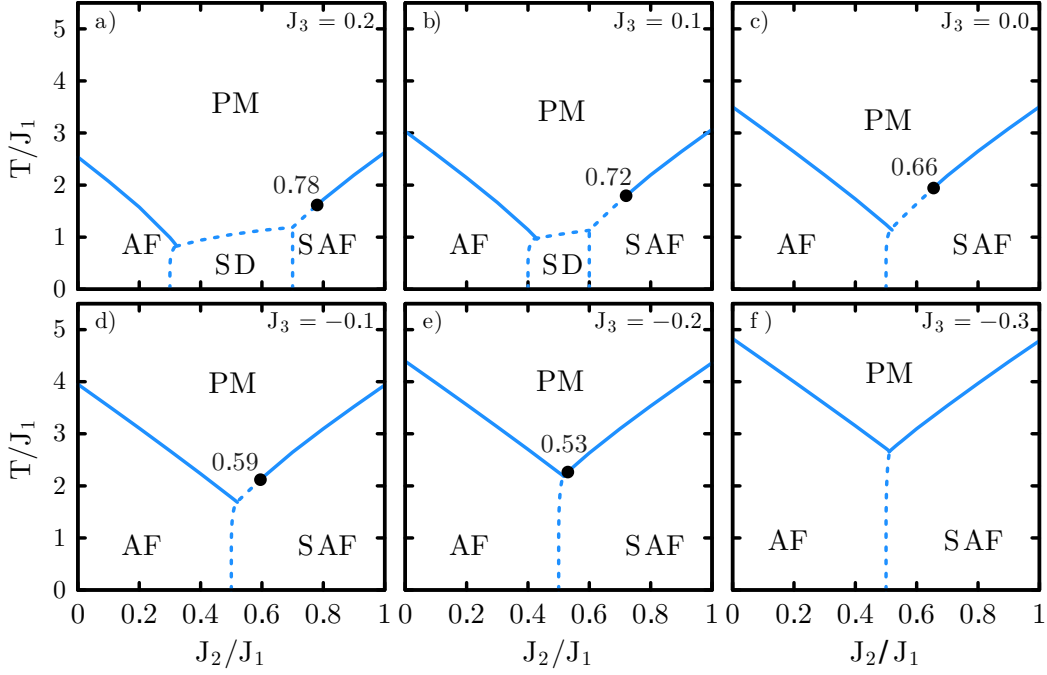 a)
J₃ = 0.2
5
4
3
2
1
0
T/J₁
PM
0.78
AF
SD
SAF
b)
J₃ = 0.1
PM
0.72
AF
SD
SAF
c)
J₃ = 0.0
PM
0.66
AF
SAF
d)
J₃ = −0.1
5
4
3
2
1
0
T/J₁
PM
0.59
AF
SAF
0
0.2
0.4
0.6
0.8
1
J₂/J₁
e)
J₃ = −0.2
PM
0.53
AF
SAF
0
0.2
0.4
0.6
0.8
1
J₂/J₁
f )
J₃ = −0.3
PM
AF
SAF
0
0.2
0.4
0.6
0.8
1
J₂/J₁